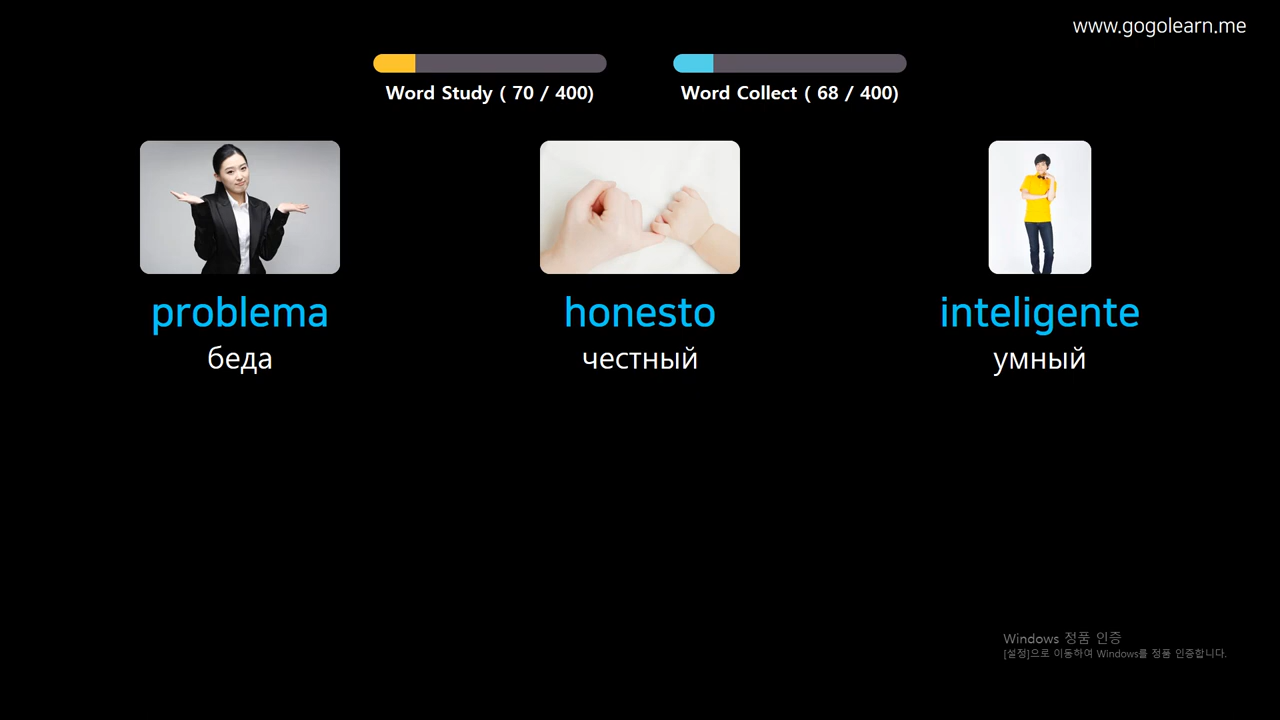 www.gogolearn.me
Word Study ( 70 / 400)
Word Collect ( 68 / 400)
problema
honesto
inteligente
беда
честный
умный
Windows 정품 인증
[설정]으로 이동하여 Windows를 정품 인증합니다.